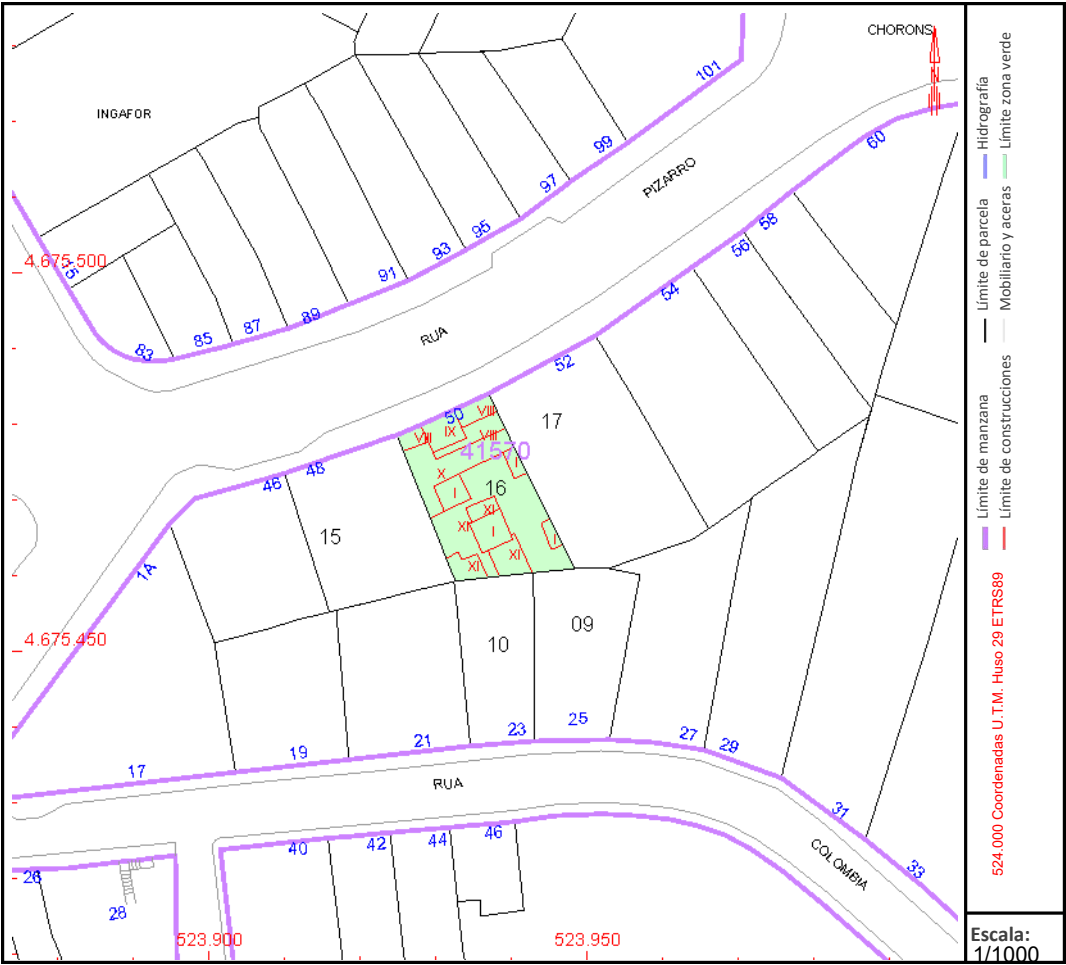 CHORONS
INGAFOR
101
99
97
95
93
91
89
87
85
83
15
60
58
56
54
52
50
48
46
1A
PIZARRO
RUA
4.675.500
4.675.450
41570
VIII
IX
VIII
VIII
X
I
I
XI
XI
I
I
XI
XI
17
16
15
10
09
17
19
21
23
25
27
29
31
33
RUA
COLOMBIA
26
28
40
42
44
46
523.900
523.950
Hidrografía
Límite zona verde
Límite de parcela
Mobiliario y aceras
Límite de manzana
Límite de construcciones
524.000 Coordenadas U.T.M. Huso 29 ETRS89
Escala:
1/1000